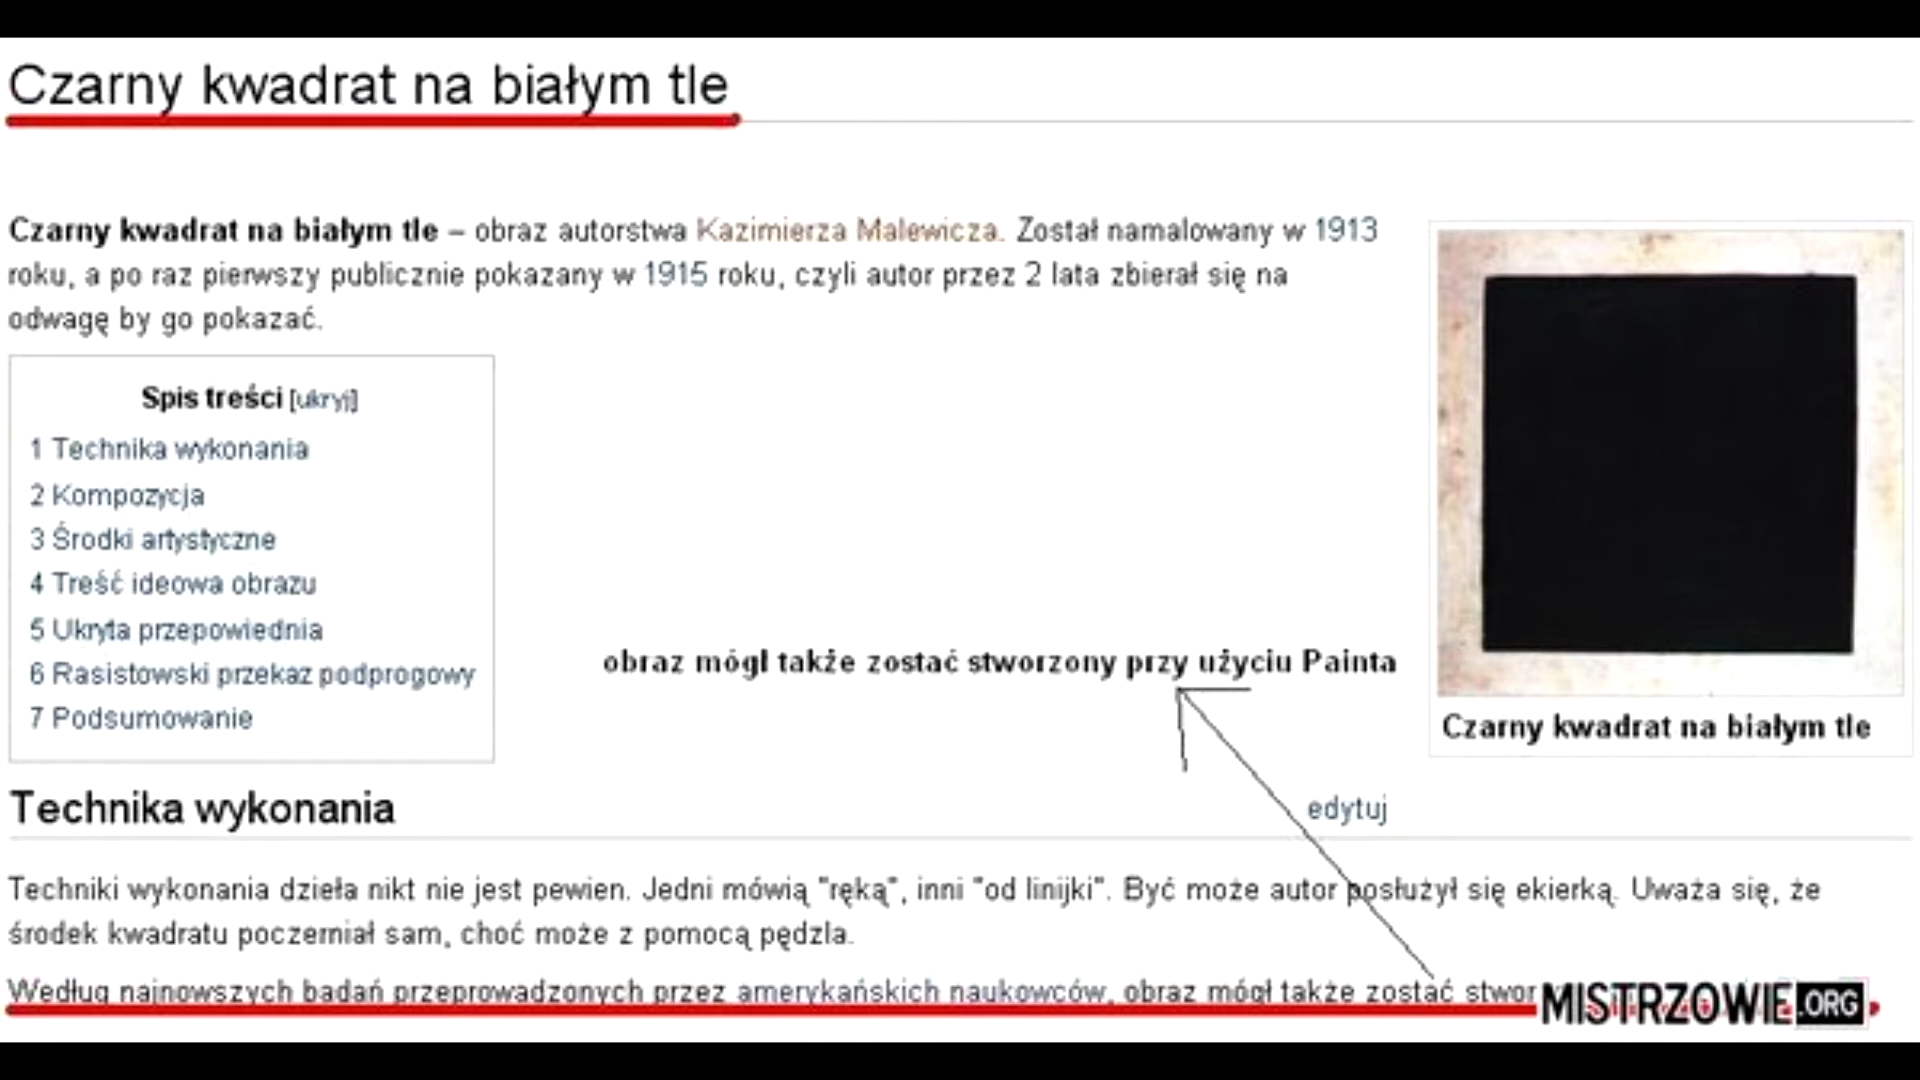 Czarny kwadrat na białym tle
Czarny kwadrat na białym tle – obraz autorstwa Kazimierza Malewicza. Został namalowany w 1913
roku, a po raz pierwszy publicznie pokazany w 1915 roku, czyli autor przez 2 lata zbierał się na
odwagę by go pokazać.
Spis treści [ukryj]
1 Technika wykonania
2 Kompozycja
3 Środki artystyczne
4 Treść ideowa obrazu
5 Ukryta przepowiednia
6 Rasistowski przekaz podprogowy
7 Podsumowanie
obraz mógł także zostać stworzony przy użyciu Painta
Czarny kwadrat na białym tle
Technika wykonania
edytuj
Techniki wykonania dzieła nikt nie jest pewien. Jedni mówią "ręką", inni "od linijki". Być może autor posłużył się ekierką. Uważa się, że
środek kwadratu poczerniał sam, choć może z pomocą pędzla.
Według najnowszych badań przeprowadzonych przez amerykańskich naukowców, obraz mógł także zostać stwor
MISTRZOWIE.ORG